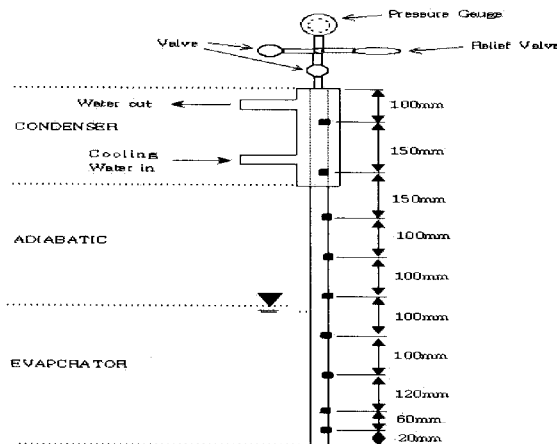 Pressure Gauge
Valve
Relief Valve
Water out
100mm
CONDENSER
150mm
Cooling
Water in
150mm
ADIABATIC
100mm
100mm
100mm
100mm
EVAPCRATOR
120mm
60mm
20mm